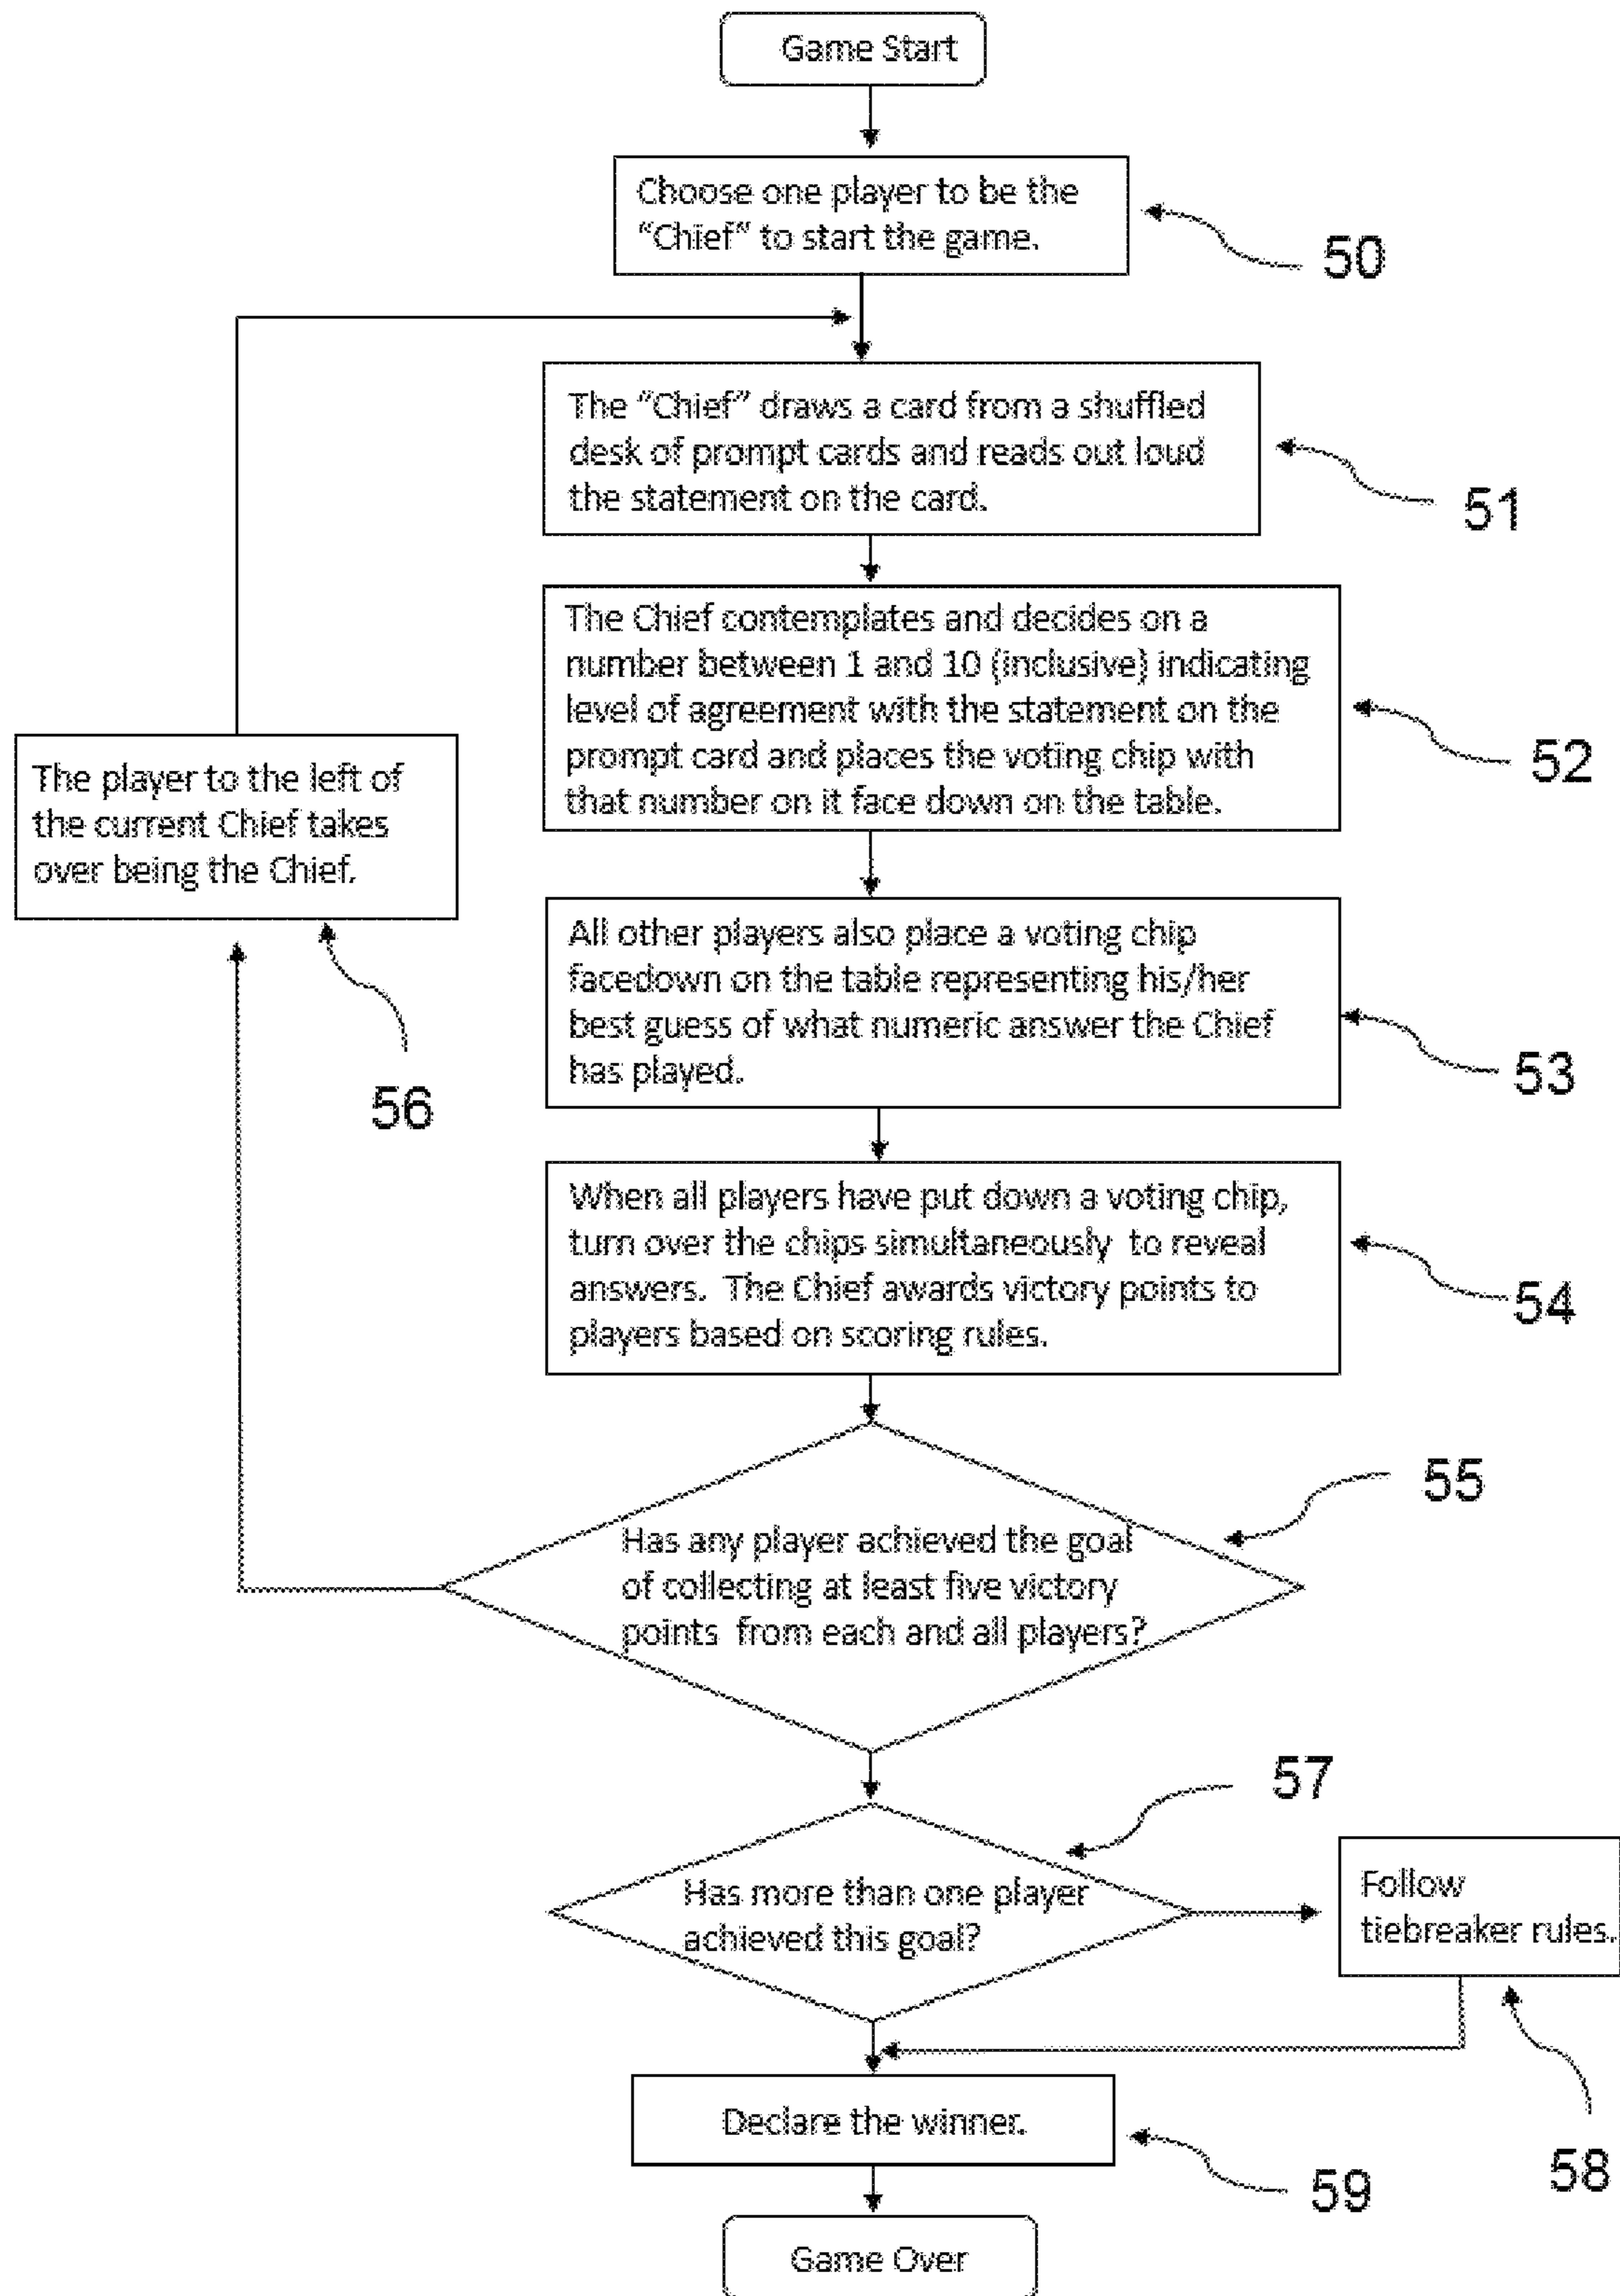 Game Start
Choose one player to be the
“Chief” to start the game.
50
The “Chief” draws a card from a shuffled
desk of prompt cards and reads out loud
the statement on the card.
51
The Chief contemplates and decides on a
number between 1 and 10 (inclusive) indicating
level of agreement with the statement on the
prompt card and places the voting chip with
that number on it face down on the table.
52
The player to the left of
the current Chief takes
over being the Chief.
56
All other players also place a voting chip
facedown on the table representing his/her
best guess of what numeric answer the Chief
has played.
53
When all players have put down a voting chip,
turn over the chips simultaneously to reveal
answers. The Chief awards victory points to
players based on scoring rules.
54
Has any player achieved the goal
of collecting at least five victory
points from each and all players?
55
Has more than one player
achieved this goal?
57
Follow
tiebreaker rules.
58
Declare the winner.
59
Game Over